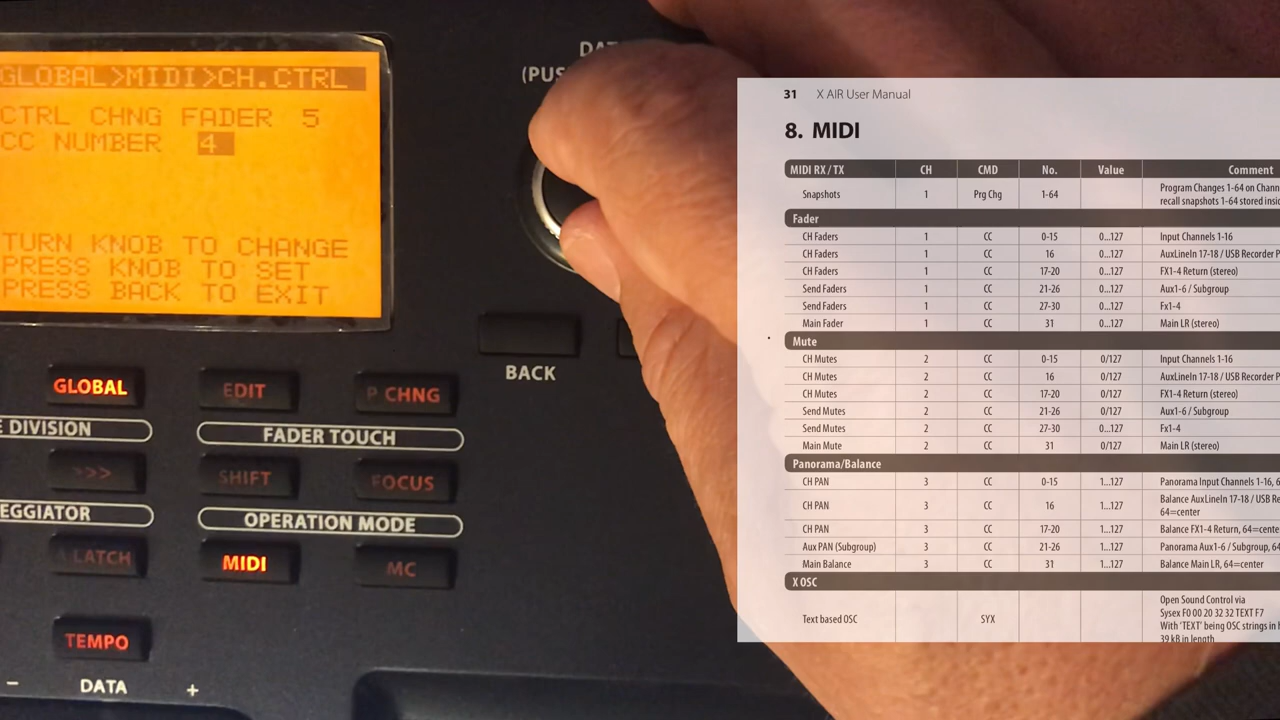 GLOBAL>MIDI>CH.CTRL
CTRL CHNG FADER 5
CC NUMBER 4
TURN KNOB TO CHANGE
PRESS KNOB TO SET
PRESS BACK TO EXIT
BACK
GLOBAL EDIT P CHNG
DIVISION FADER TOUCH
>>> SHIFT FOCUS
OPERATION MODE
LATCH MIDI MC
TEMPO
− DATA +
31 X AIR User Manual
8. MIDI
MIDI RX / TX CH CMD No. Value Comment
Snapshots 1 Prg Chg 1-64 Program Changes 1-64 on
recall snapshots 1-64 stored
Fader
CH Faders 1 CC 0-15 0...127 Input Channels 1-16
CH Faders 1 CC 16 0...127 AuxLineIn 17-18 / USB Recorder
CH Faders 1 CC 17-20 0...127 FX1-4 Return (stereo)
Send Faders 1 CC 21-26 0...127 Aux1-6 / Subgroup
Send Faders 1 CC 27-30 0...127 Fx1-4
Main Fader 1 CC 31 0...127 Main LR (stereo)
Mute
CH Mutes 2 CC 0-15 0/127 Input Channels 1-16
CH Mutes 2 CC 16 0/127 AuxLineIn 17-18 / USB Recorder
CH Mutes 2 CC 17-20 0/127 FX1-4 Return (stereo)
Send Mutes 2 CC 21-26 0/127 Aux1-6 / Subgroup
Send Mutes 2 CC 27-30 0...127 Fx1-4
Main Mute 2 CC 31 0/127 Main LR (stereo)
Panorama/Balance
CH PAN 3 CC 0-15 1...127 Panorama Input Channels 1-16,
CH PAN 3 CC 16 1...127 Balance AuxLineIn 17-18 / USB
64=center
CH PAN 3 CC 17-20 1...127 Balance FX1-4 Return,
Aux PAN (Subgroup) 3 CC 21-26 1...127 Panorama Aux1-6 / Subgroup,
Main Balance 3 CC 31 1...127 Balance Main LR, 64=center
X OSC
Text based OSC SYX Open Sound Control via
Sysex F0 00 20 32 32 TEXT F7
With 'TEXT' being OSC strings in
39 kB in length